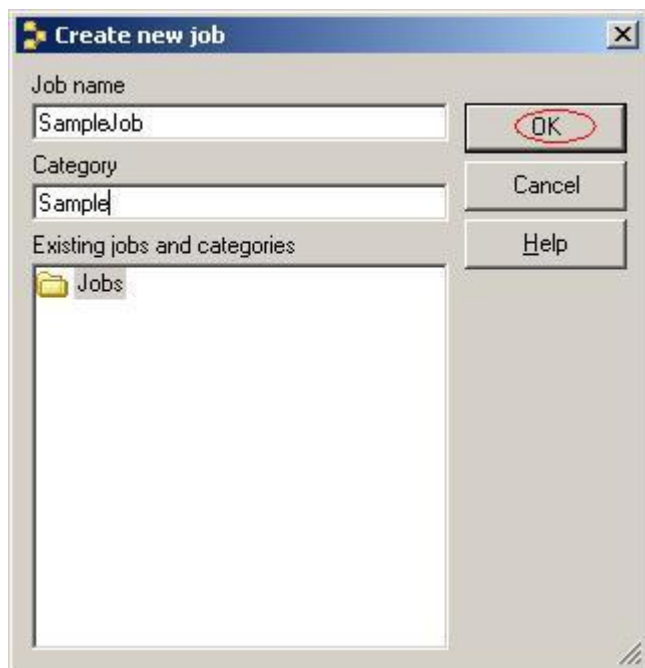 Create new job
Job name
SampleJob
OK
Category
Sample
Cancel
Existing jobs and categories
Help
Jobs